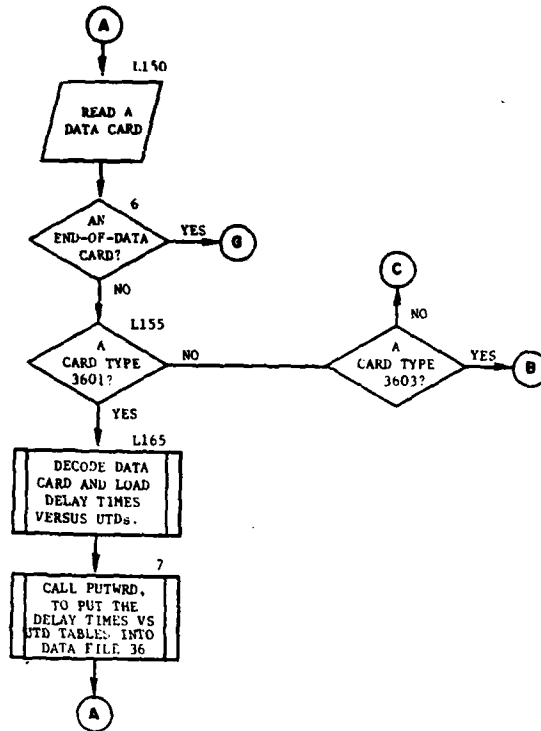 A
L150
READ A
DATA CARD
6
AN
END-OF-DATA
CARD?
YES
G
NO
L155
A
CARD TYPE
3601?
NO
A
CARD TYPE
3603?
NO
C
YES
B
YES
L165
DECODE DATA
CARD AND LOAD
DELAY TIMES
VERSUS UTDs.
7
CALL PUTWRD,
TO PUT THE
DELAY TIMES VS
UTD TABLES INTO
DATA FILE 36
A